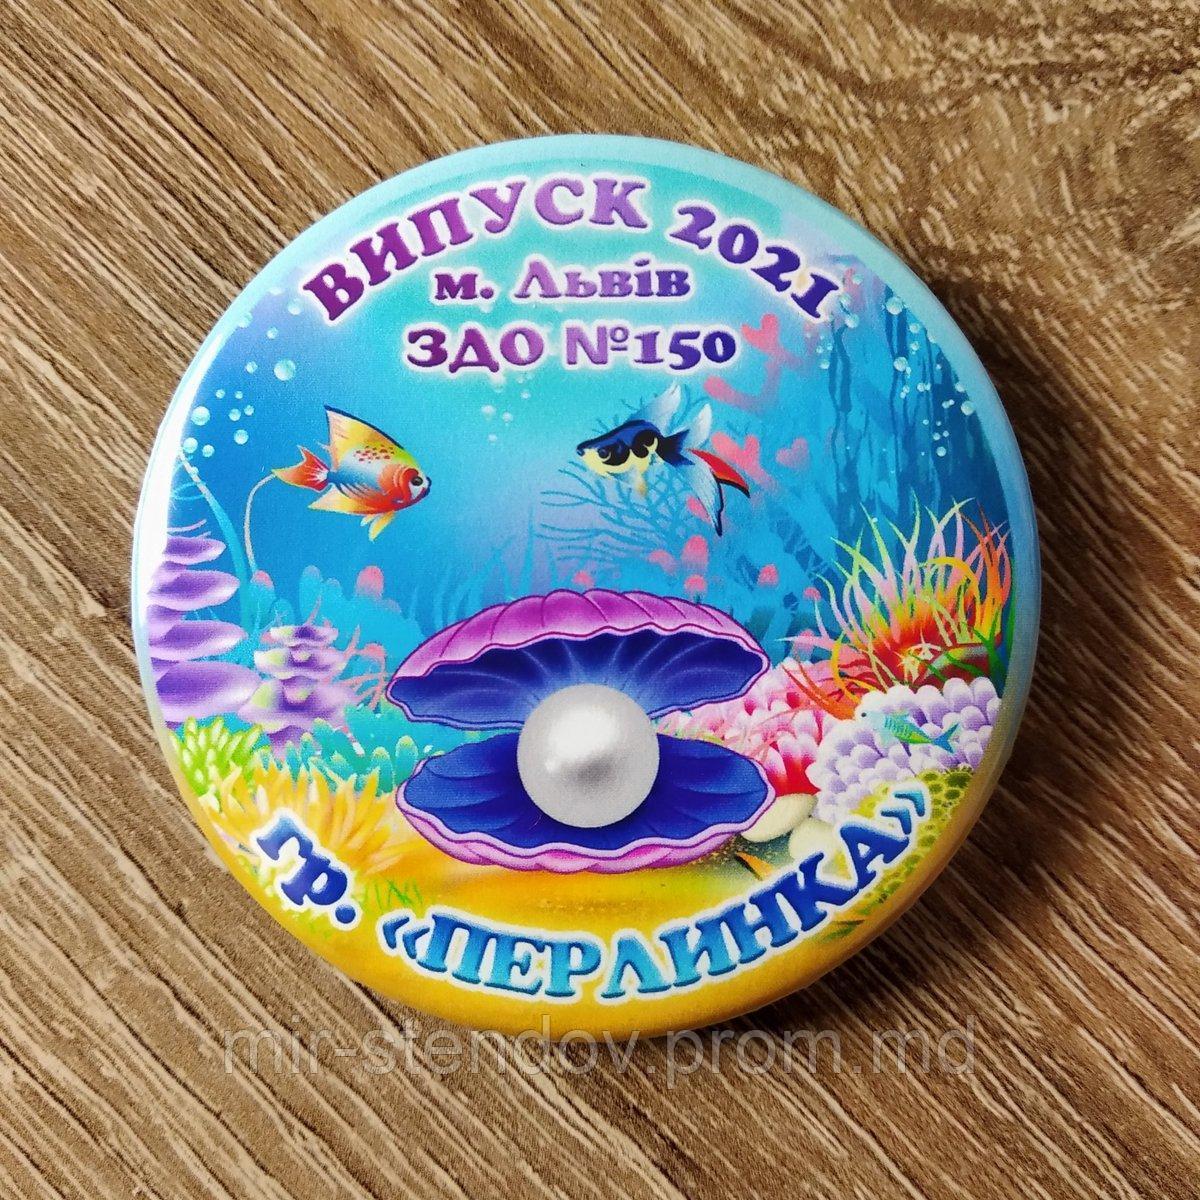 ВИПУСК 2021
м. Львів
ЗДО №150
гр. «ПЕРЛИНКА»
mir-stendov.prom.md